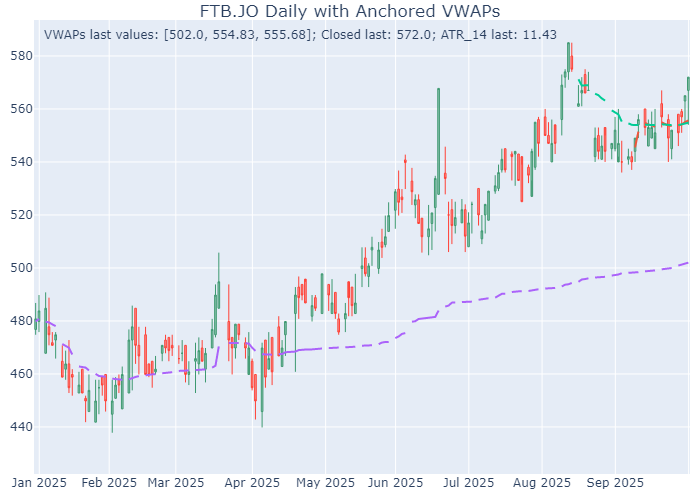 FTB.JO Daily with Anchored VWAPs
VWAPs last values: [502.0, 554.83, 555.68]; Closed last: 572.0; ATR_14 last: 11.43
580
560
540
520
500
480
460
440
Jan 2025 Feb 2025 Mar 2025 Apr 2025 May 2025 Jun 2025 Jul 2025 Aug 2025 Sep 2025